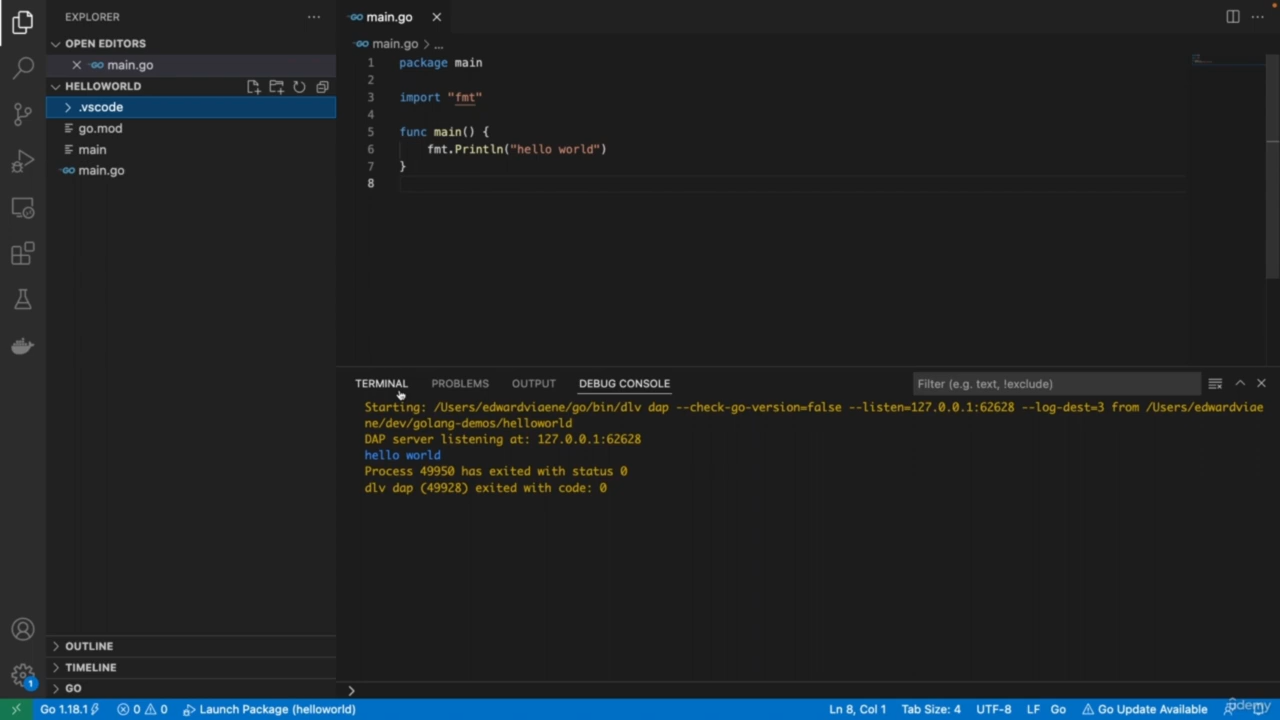 EXPLORER
OPEN EDITORS
main.go
HELLOWORLD
.vscode
go.mod
main
main.go
OUTLINE
TIMELINE
GO
main.go
main.go > ...
1 package main
2
3 import "fmt"
4
5 func main() {
6 fmt.Println("hello world")
7 }
8
TERMINAL PROBLEMS OUTPUT DEBUG CONSOLE Filter (e.g. text, !exclude)
Starting: /Users/edwardviaene/go/bin/dlv dap --check-go-version=false --listen=127.0.0.1:62628 --log-dest=3 from /Users/edwardviae
ne/dev/golang-demos/helloworld
DAP server listening at: 127.0.0.1:62628
hello world
Process 49950 has exited with status 0
dlv dap (49928) exited with code: 0
1
Go 1.18.1 0 0 Launch Package (helloworld) Ln 8, Col 1 Tab Size: 4 UTF-8 LF Go Go Update Available
udemy